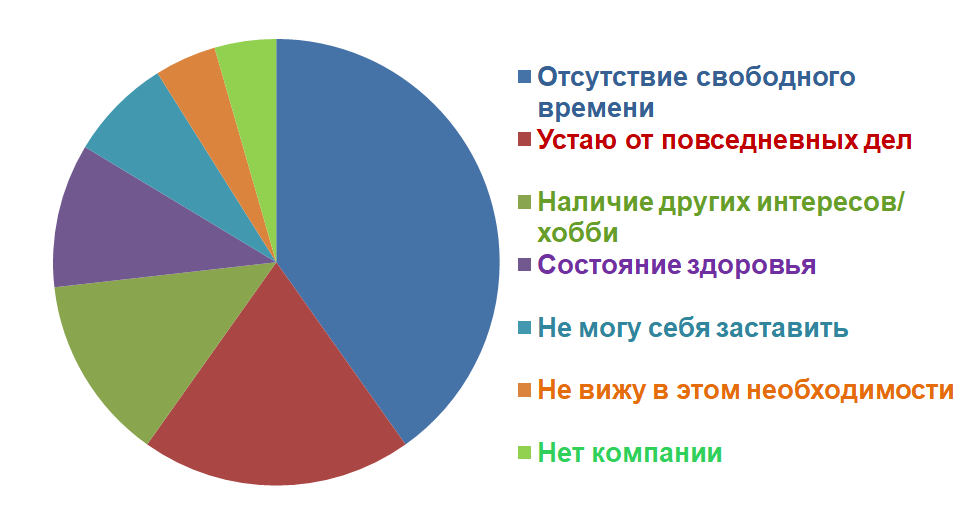 Отсутствие свободного
времени
Устаю от повседневных дел
Наличие других интересов/
хобби
Состояние здоровья
Не могу себя заставить
Не вижу в этом необходимости
Нет компании